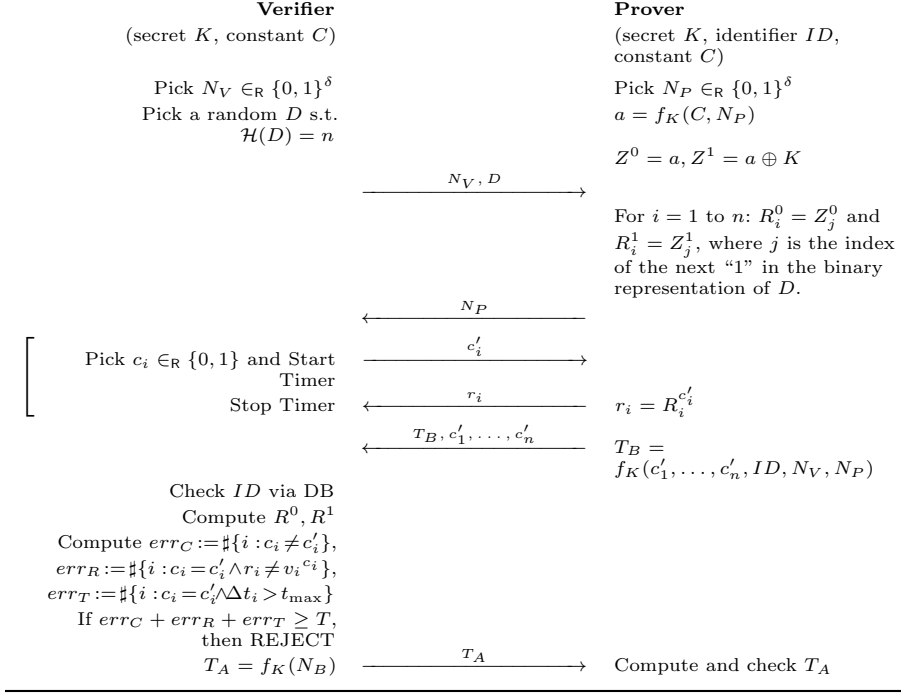 Verifier Prover
(secret K, constant C) (secret K, identifier ID,
constant C)
Pick N_V ∈_R {0, 1}^δ Pick N_P ∈_R {0, 1}^δ
Pick a random D s.t. a = f_K(C, N_P)
H(D) = n
Z^0 = a, Z^1 = a ⊕ K
N_V, D
For i = 1 to n: R_i^0 = Z_j^0 and
R_i^1 = Z_j^1, where j is the index
of the next “1” in the binary
representation of D.
N_P
Pick c_i ∈_R {0, 1} and Start c'_i
Timer
Stop Timer r_i r_i = R_i^{c'_i}
T_B, c'_1, . . . , c'_n T_B =
f_K(c'_1, . . . , c'_n, ID, N_V, N_P)
Check ID via DB
Compute R^0, R^1
Compute err_C := ♯{i : c_i ≠ c'_i},
err_R := ♯{i : c_i = c'_i ∧ r_i ≠ v_i^{c_i}},
err_T := ♯{i : c_i = c'_i ∧ Δt_i > t_max}
If err_C + err_R + err_T ≥ T,
then REJECT
T_A = f_K(N_B) T_A Compute and check T_A